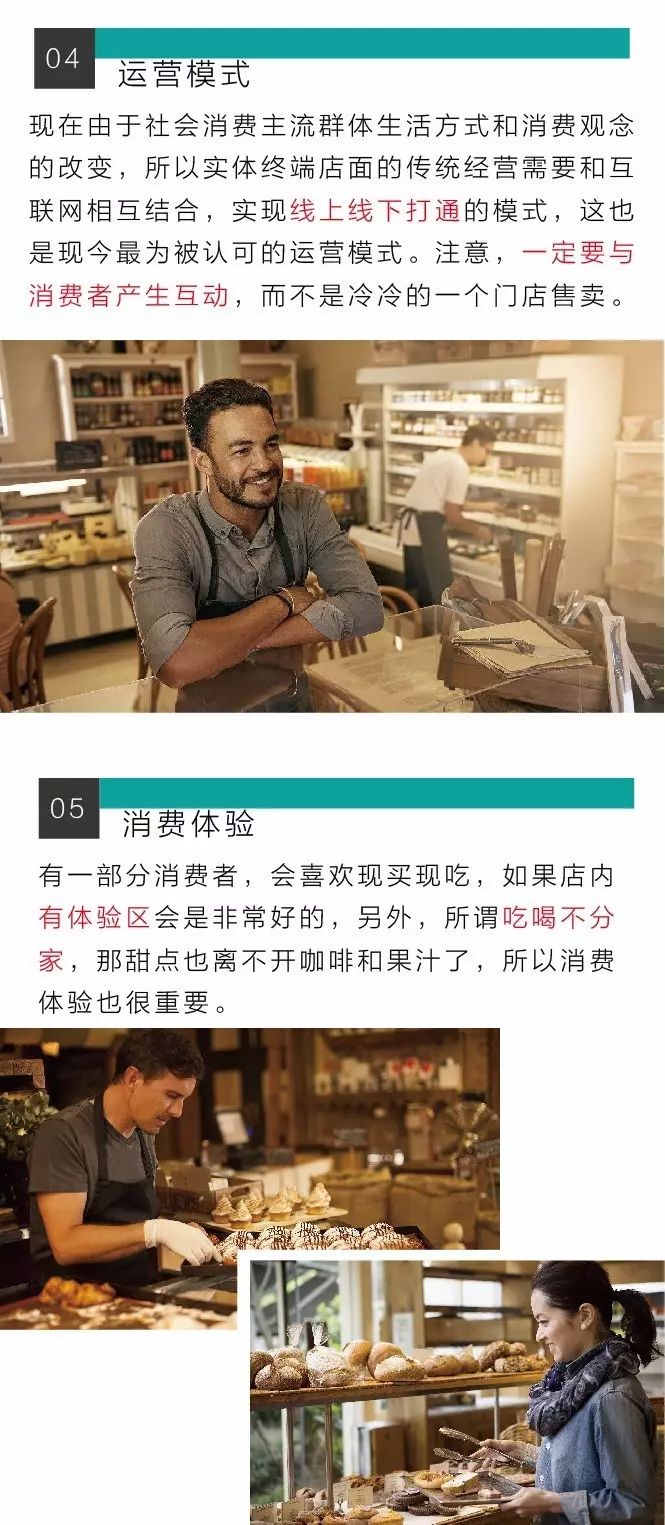 04
运营模式
现在由于社会消费主流群体生活方式和消费观念
的改变，所以实体终端店面的传统经营需要和互
联网相互结合，实现线上线下打通的模式，这也
是现今最为被认可的运营模式。注意，一定要与
消费者产生互动，而不是冷冷的一个门店售卖。
05
消费体验
有一部分消费者，会喜欢现买现吃，如果店内
有体验区会是非常好的，另外，所谓吃喝不分
家，那甜点也离不开咖啡和果汁了，所以消费
体验也很重要。